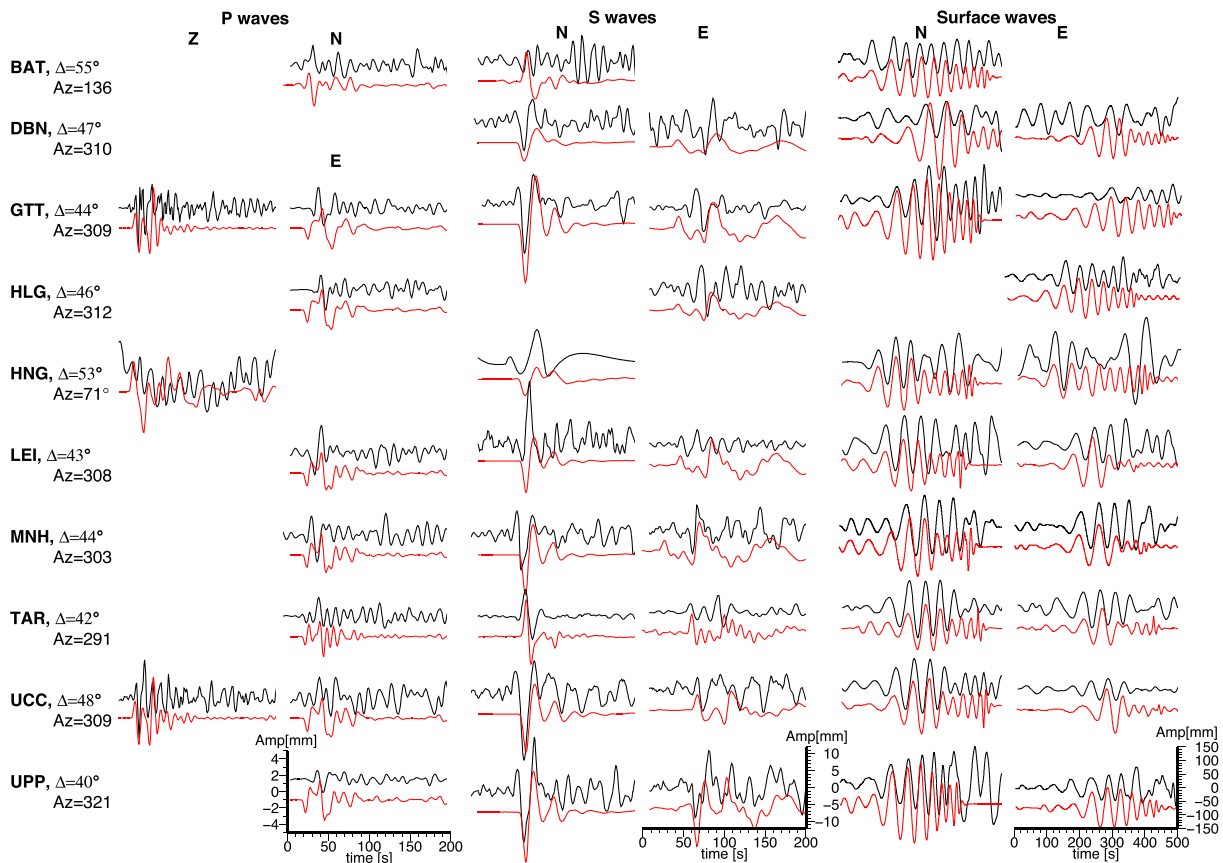 P waves
S waves
Surface waves
Z
N
N
E
N
E
BAT, Δ=55°
Az=136
DBN, Δ=47°
Az=310
E
GTT, Δ=44°
Az=309
HLG, Δ=46°
Az=312
HNG, Δ=53°
Az=71°
LEI, Δ=43°
Az=308
MNH, Δ=44°
Az=303
TAR, Δ=42°
Az=291
UCC, Δ=48°
Az=309
UPP, Δ=40°
Az=321
Amp[mm]
4
2
0
−2
−4
0 50 100 150 200
time [s]
Amp[mm]
10
5
0
−5
−10
0 50 100 150 200
time [s]
Amp[mm]
150
100
50
0
−50
−100
−150
0 100 200 300 400 500
time [s]